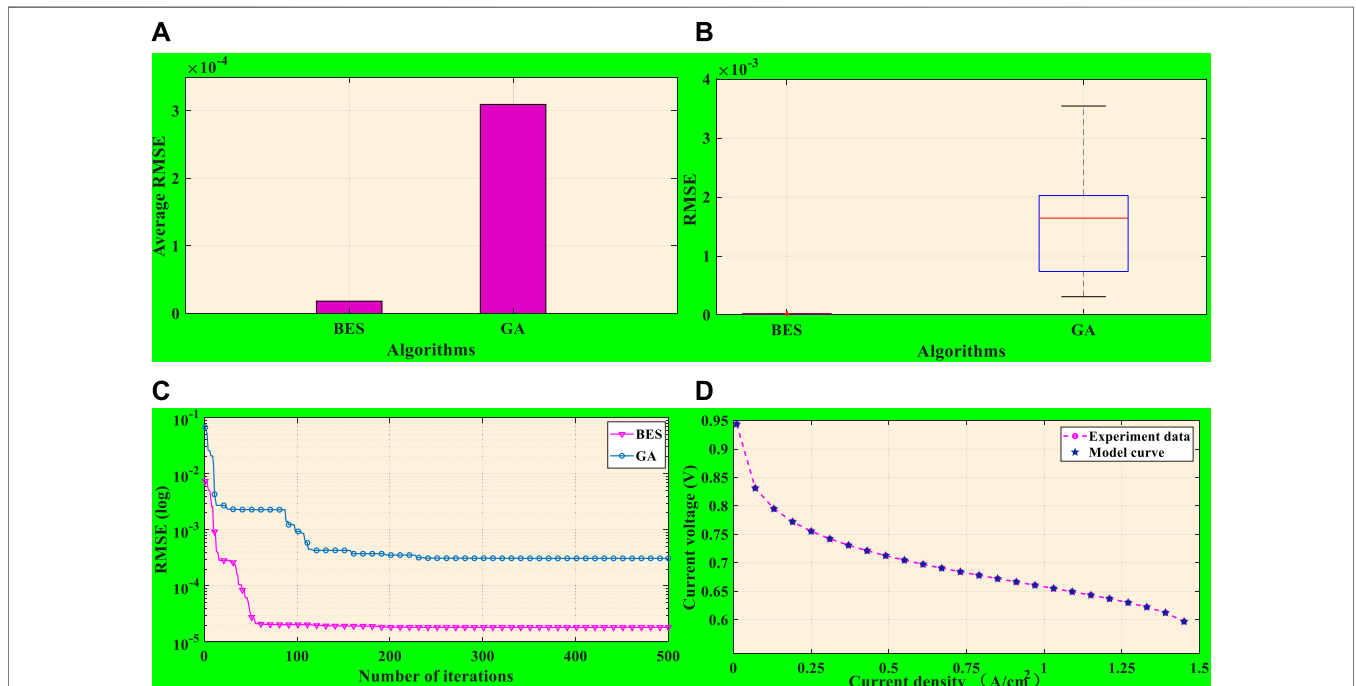 A
×10^-4
3
2
1
0
Average RMSE
BES
GA
Algorithms
B
×10^-3
4
3
2
1
0
RMSE
BES
GA
Algorithms
C
10^-1
10^-2
10^-3
10^-4
10^-5
RMSE (log)
BES
GA
0
100
200
300
400
500
Number of iterations
D
0.95
0.9
0.85
0.8
0.75
0.7
0.65
0.6
Current voltage (V)
Experiment data
Model curve
0
0.25
0.5
0.75
1
1.25
1.5
Current density （A/cm^2）